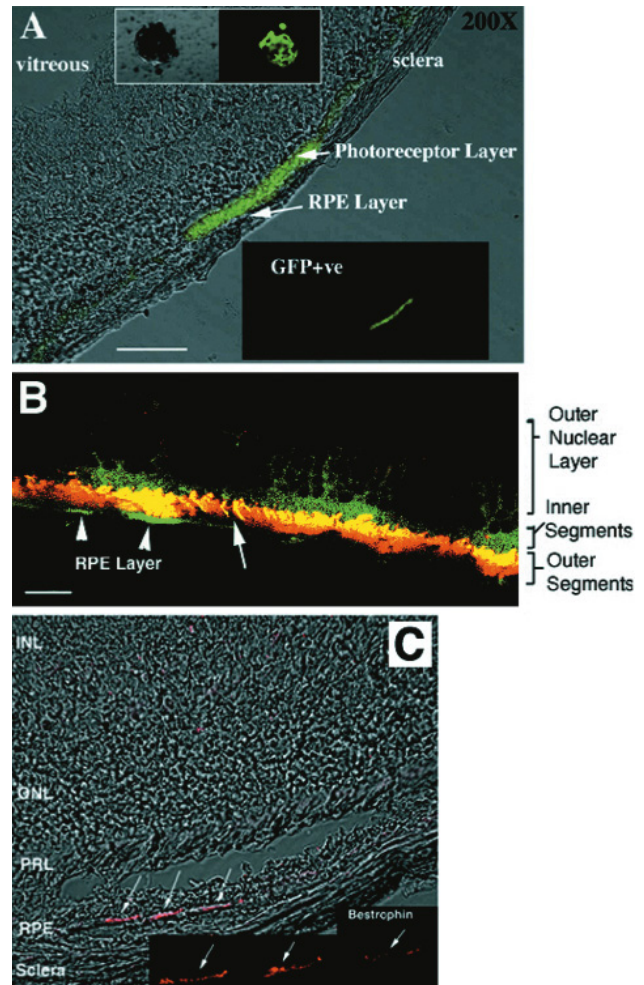 A
200X
vitreous
sclera
Photoreceptor Layer
RPE Layer
GFP+ve
B
Outer
Nuclear
Layer
Inner
Segments
Outer
Segments
RPE Layer
C
INL
ONL
PRL
RPE
Bestrophin
Sclera